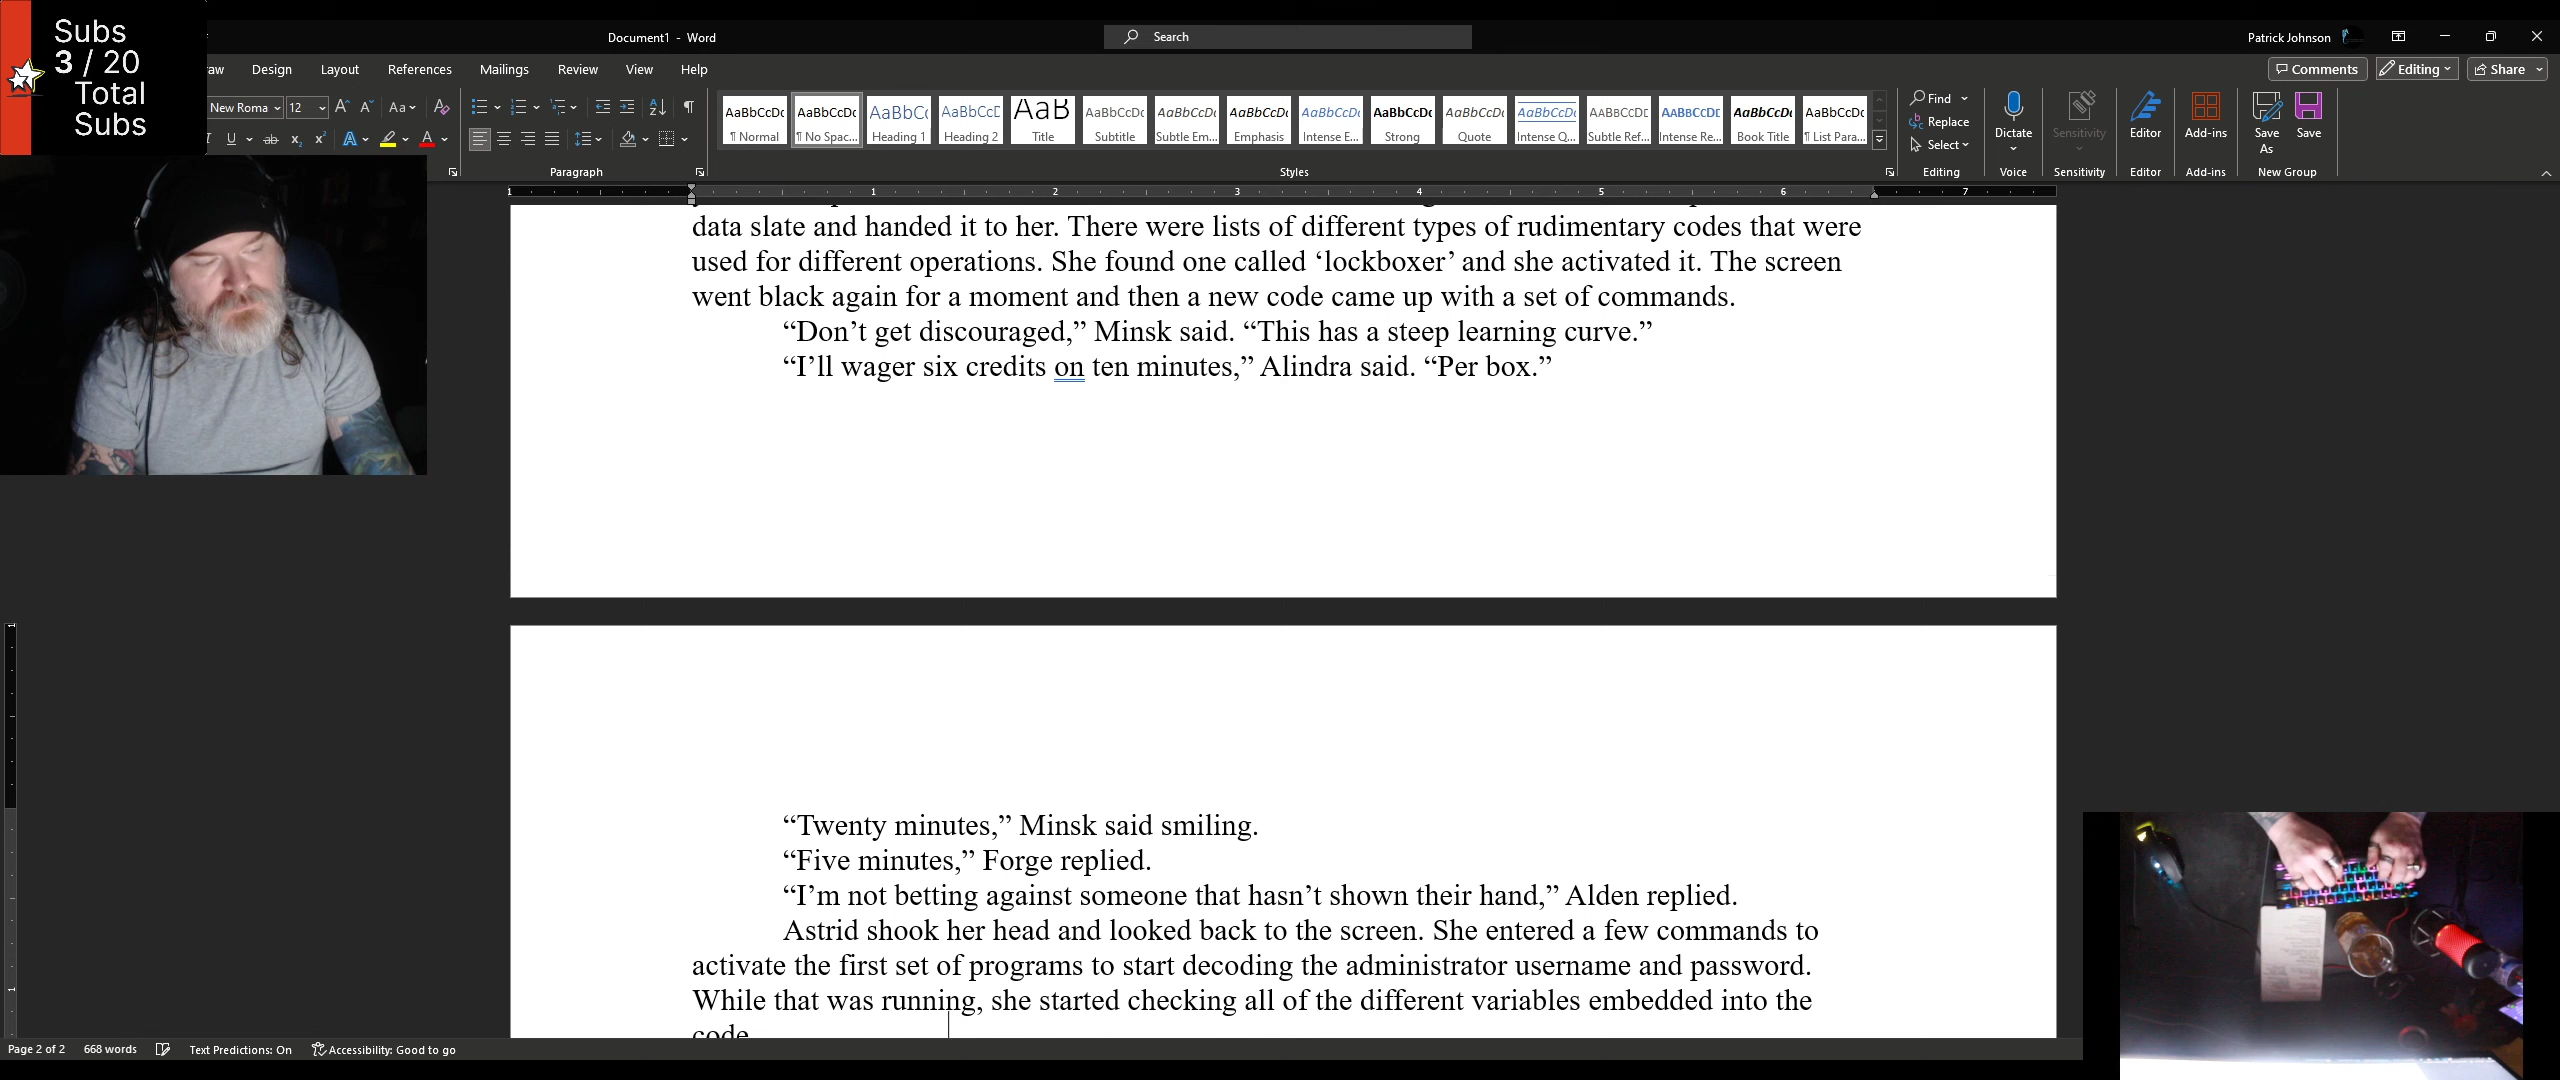 Subs
3 / 20
Total
Subs
Document1 - Word
Search
Patrick Johnson
aw Design Layout References Mailings Review View Help
Comments Editing Share
New Roma 12
AaBbCcDc ¶ Normal
AaBbCcDc ¶ No Spac...
AaBbC Heading 1
AaBbCcE Heading 2
AaB Title
AaBbCcDc Subtitle
AaBbCcDc Subtle Em...
AaBbCcDc Emphasis
AaBbCcDc Intense E...
AaBbCcDc Strong
AaBbCcDc Quote
AaBbCcDc Intense Q...
AaBbCcDc Subtle Ref...
AaBbCcDc Intense Re...
AaBbCcDc Book Title
AaBbCcDc ¶ List Para...
Find
Replace
Select
Dictate
Sensitivity
Editor
Add-ins
Save As
Save
Paragraph Styles Editing Voice Sensitivity Editor Add-ins New Group
1 1 2 3 4 5 6 7
data slate and handed it to her. There were lists of different types of rudimentary codes that were
used for different operations. She found one called ‘lockboxer’ and she activated it. The screen
went black again for a moment and then a new code came up with a set of commands.
“Don’t get discouraged,” Minsk said. “This has a steep learning curve.”
“I’ll wager six credits on ten minutes,” Alindra said. “Per box.”
“Twenty minutes,” Minsk said smiling.
“Five minutes,” Forge replied.
“I’m not betting against someone that hasn’t shown their hand,” Alden replied.
Astrid shook her head and looked back to the screen. She entered a few commands to
activate the first set of programs to start decoding the administrator username and password.
While that was running, she started checking all of the different variables embedded into the
code
Page 2 of 2 668 words Text Predictions: On Accessibility: Good to go